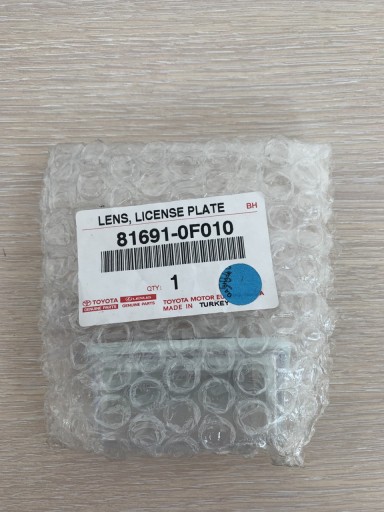 LENS, LICENSE PLATE BH
81691-0F010
QTY: 1
TOYOTA LEXUS
GENUINE PARTS GENUINE PARTS
TOYOTA MOTOR
MADE IN TURKEY